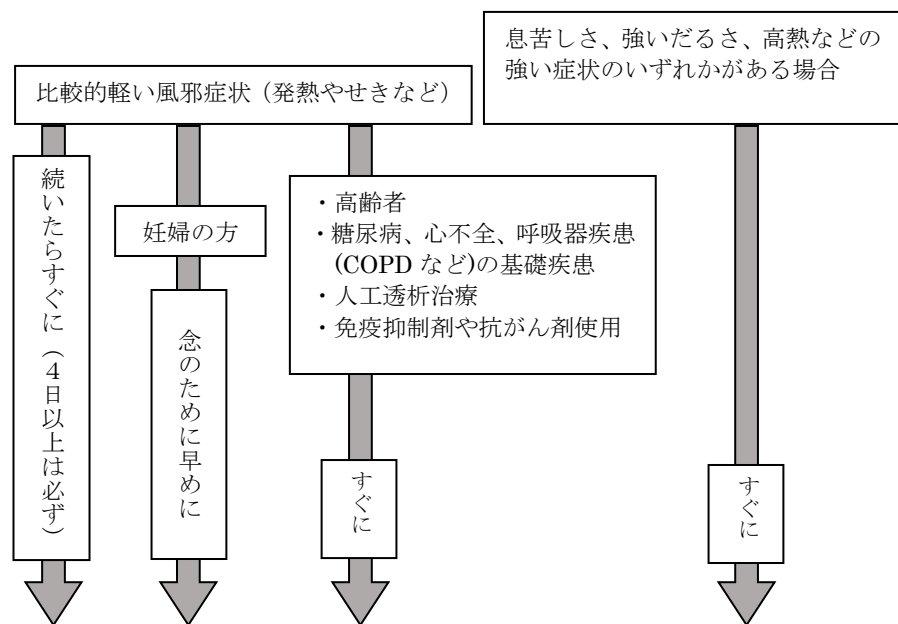 息苦しさ、強いだるさ、高熱などの
強い症状のいずれかがある場合
比較的軽い風邪症状（発熱やせきなど）
続いたらすぐに（４日以上は必ず）
妊婦の方
念のために早めに
・高齢者
・糖尿病、心不全、呼吸器疾患
(COPD など)の基礎疾患
・人工透析治療
・免疫抑制剤や抗がん剤使用
すぐに
すぐに